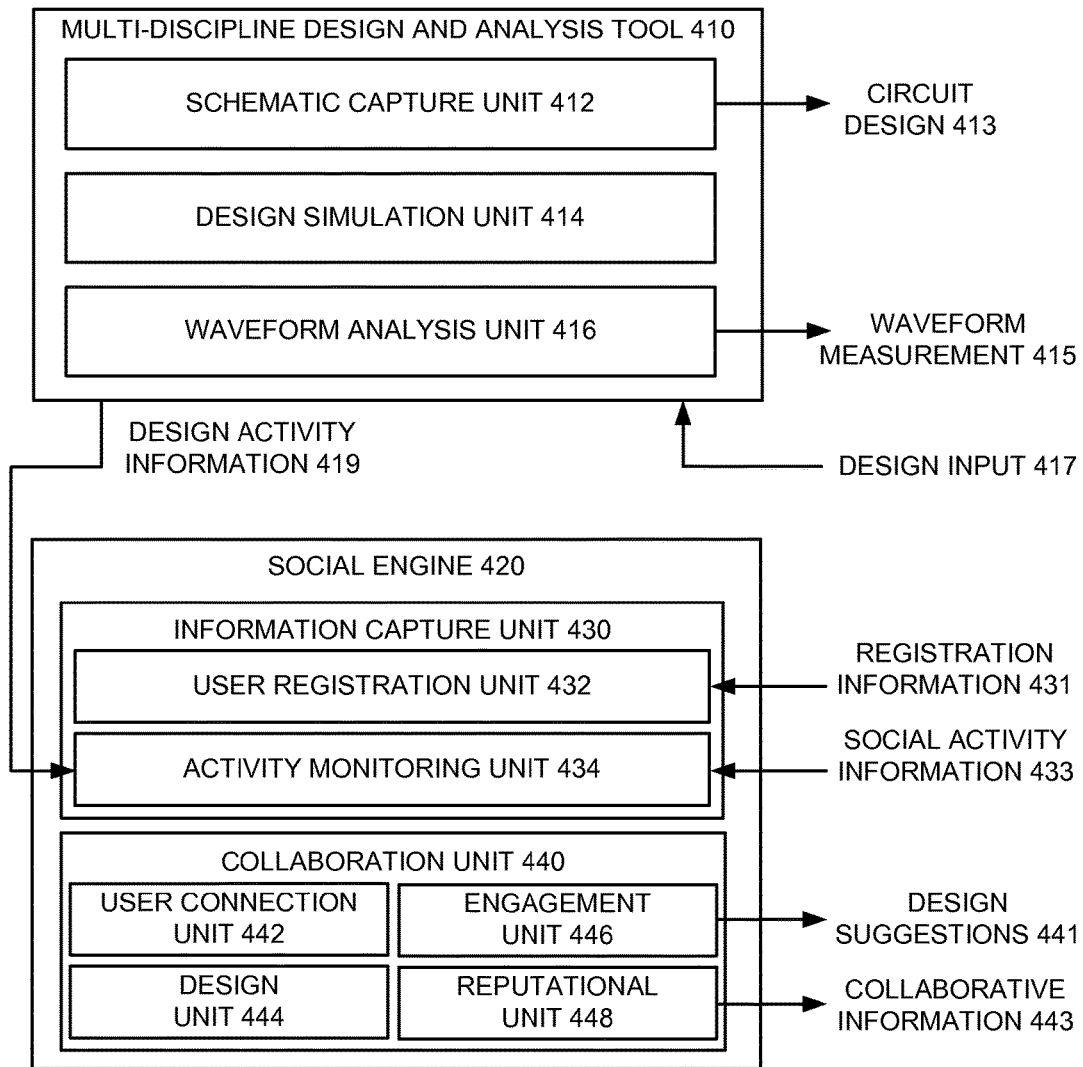 MULTI-DISCIPLINE DESIGN AND ANALYSIS TOOL 410
SCHEMATIC CAPTURE UNIT 412
CIRCUIT
DESIGN 413
DESIGN SIMULATION UNIT 414
WAVEFORM ANALYSIS UNIT 416
WAVEFORM
MEASUREMENT 415
DESIGN ACTIVITY
INFORMATION 419
DESIGN INPUT 417
SOCIAL ENGINE 420
INFORMATION CAPTURE UNIT 430
USER REGISTRATION UNIT 432
REGISTRATION
INFORMATION 431
ACTIVITY MONITORING UNIT 434
SOCIAL ACTIVITY
INFORMATION 433
COLLABORATION UNIT 440
USER CONNECTION
UNIT 442
ENGAGEMENT
UNIT 446
DESIGN
SUGGESTIONS 441
DESIGN
UNIT 444
REPUTATIONAL
UNIT 448
COLLABORATIVE
INFORMATION 443